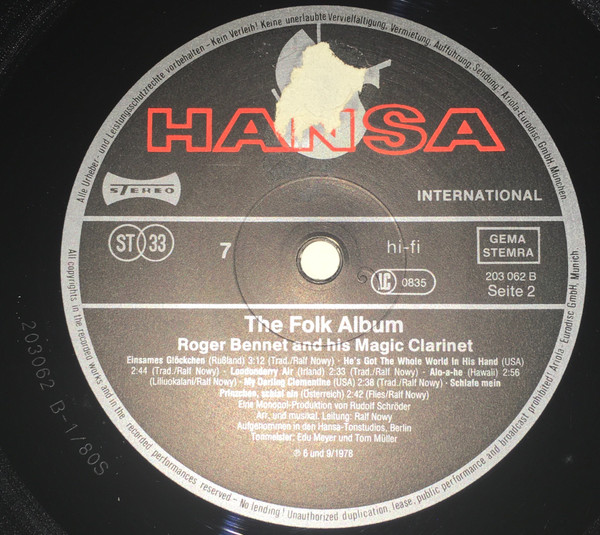 Alle Urheber- und Leistungsschutzrechte vorbehalten - Kein Verleih! Keine unerlaubte Vervielfältigung, Vermietung, Aufführung, Sendung! Ariola-Eurodisc GmbH, München.
HANSA
STEREO
INTERNATIONAL
ST 33
7
hi-fi
GEMA
STEMRA
LC 0835
203 062 B
Seite 2
The Folk Album
Roger Bennet and his Magic Clarinet
Einsames Glöckchen (Rußland) 3:12 (Trad./Ralf Nowy) - He's Got The Whole World In His Hand (USA)
2:44 (Trad./Ralf Nowy) - Londonderry Air (Irland) 2:33 (Trad./Ralf Nowy) - Alo-a-he (Hawaii) 2:56
(Liliuokalani/Ralf Nowy) - My Darling Clementine (USA) 2:38 (Trad./Ralf Nowy) - Schlafe mein
Prinzchen, schlaf ein (Österreich) 2:42 (Flies/Ralf Nowy)
Eine Monopol-Produktion von Rudolf Schröder
Arr. und musikal. Leitung: Ralf Nowy
Aufgenommen in den Hansa-Tonstudios, Berlin
Tonmeister: Edu Meyer und Tom Müller
℗ 6 und 9/1978
All copyrights in the recorded works and in the recorded performances reserved - No lending! Unauthorized duplication, lease, public performance and broadcast prohibited! Ariola-Eurodisc GmbH, Munich.
203062 B-1/80S